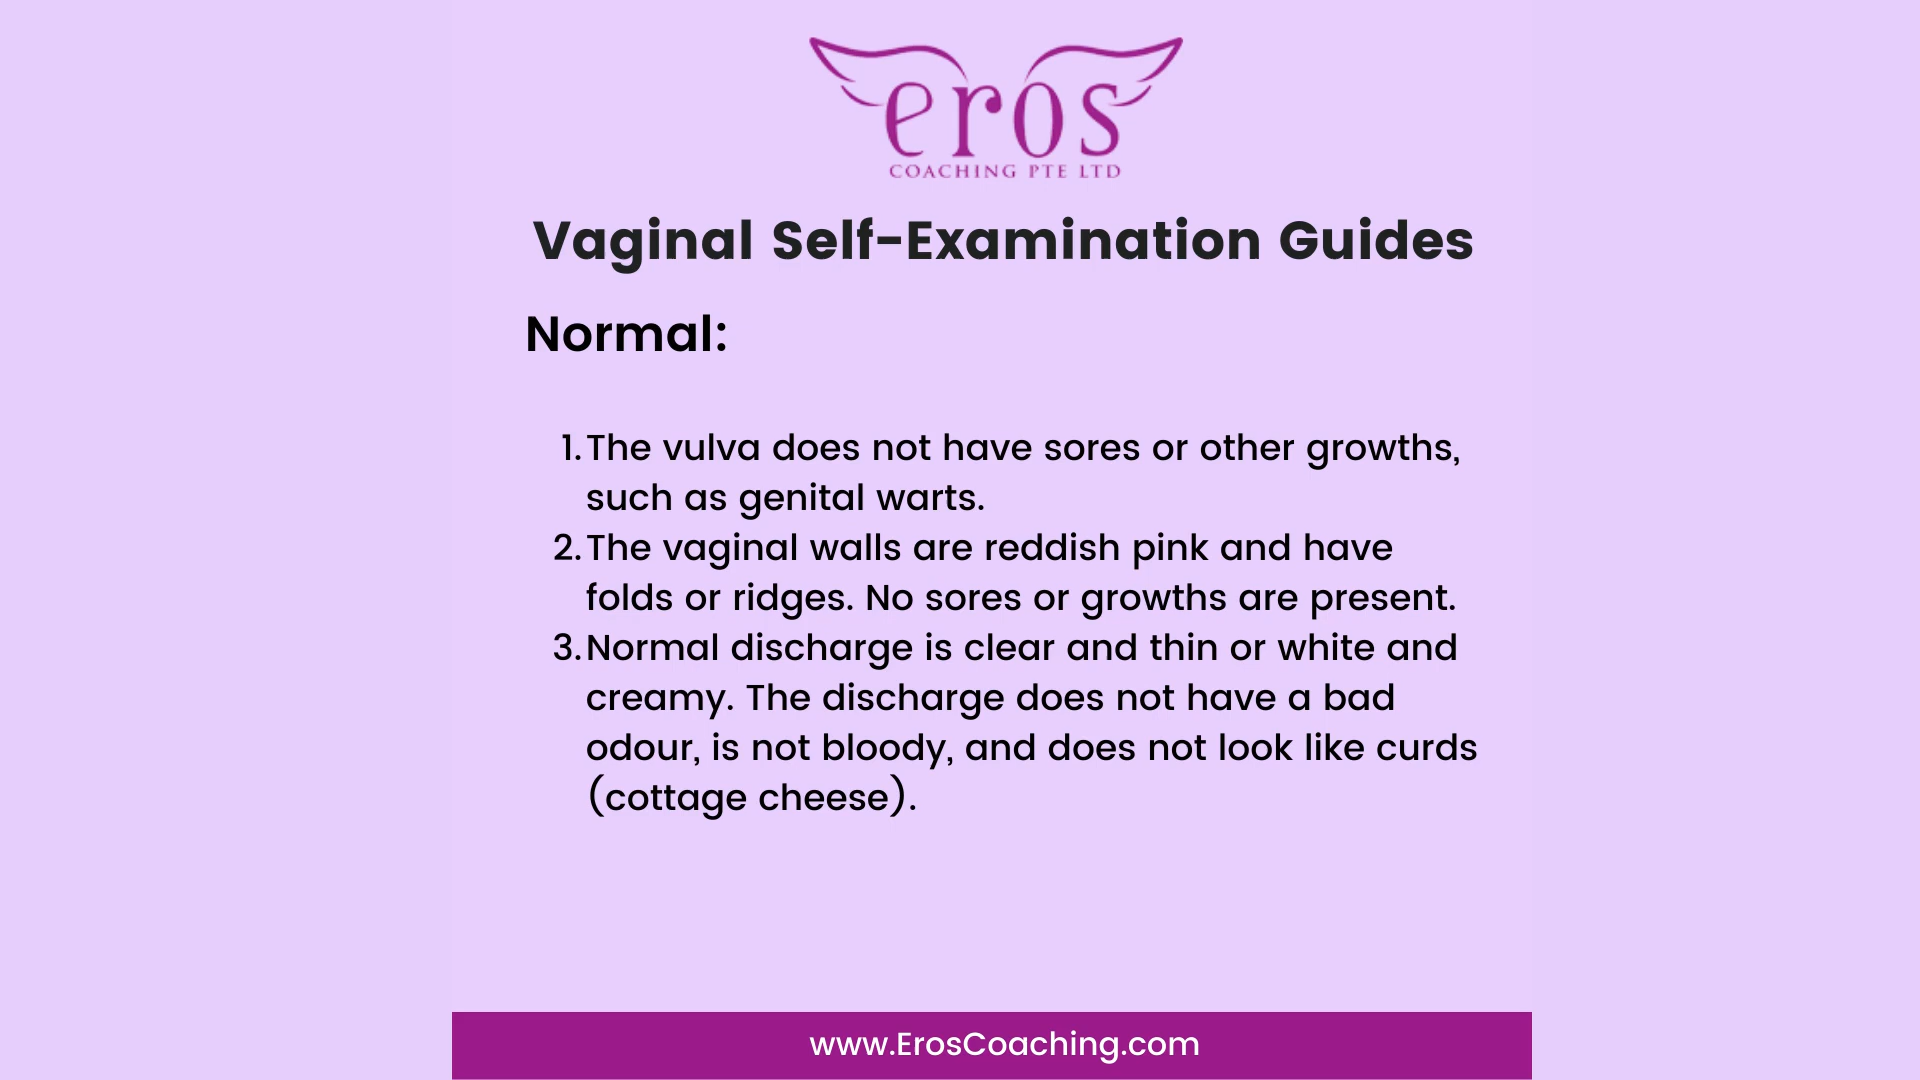 eros
COACHING PTE LTD
Vaginal Self-Examination Guides
Normal:
1. The vulva does not have sores or other growths,
such as genital warts.
2. The vaginal walls are reddish pink and have
folds or ridges. No sores or growths are present.
3. Normal discharge is clear and thin or white and
creamy. The discharge does not have a bad
odour, is not bloody, and does not look like curds
(cottage cheese).
www.ErosCoaching.com